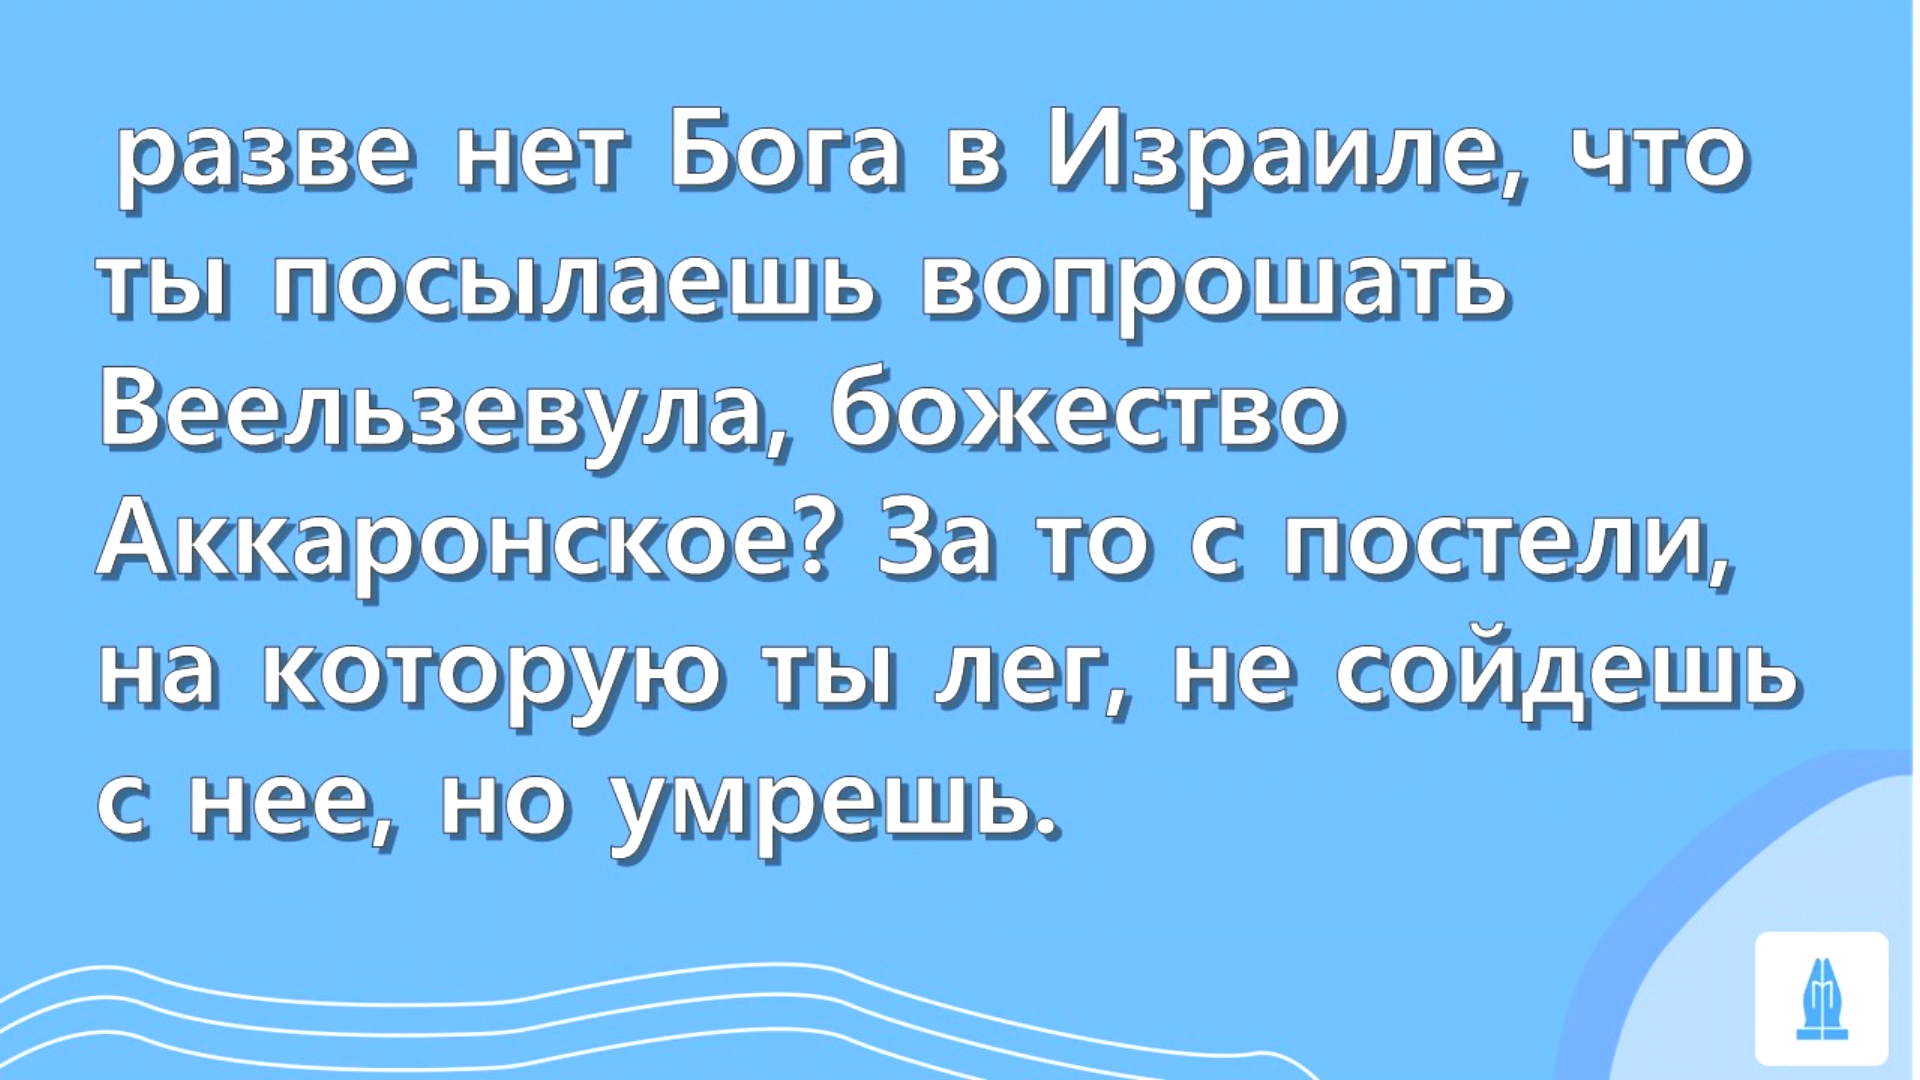 разве нет Бога в Израиле, что
ты посылаешь вопрошать
Веельзевула, божество
Аккаронское? За то с постели,
на которую ты лег, не сойдешь
с нее, но умрешь.